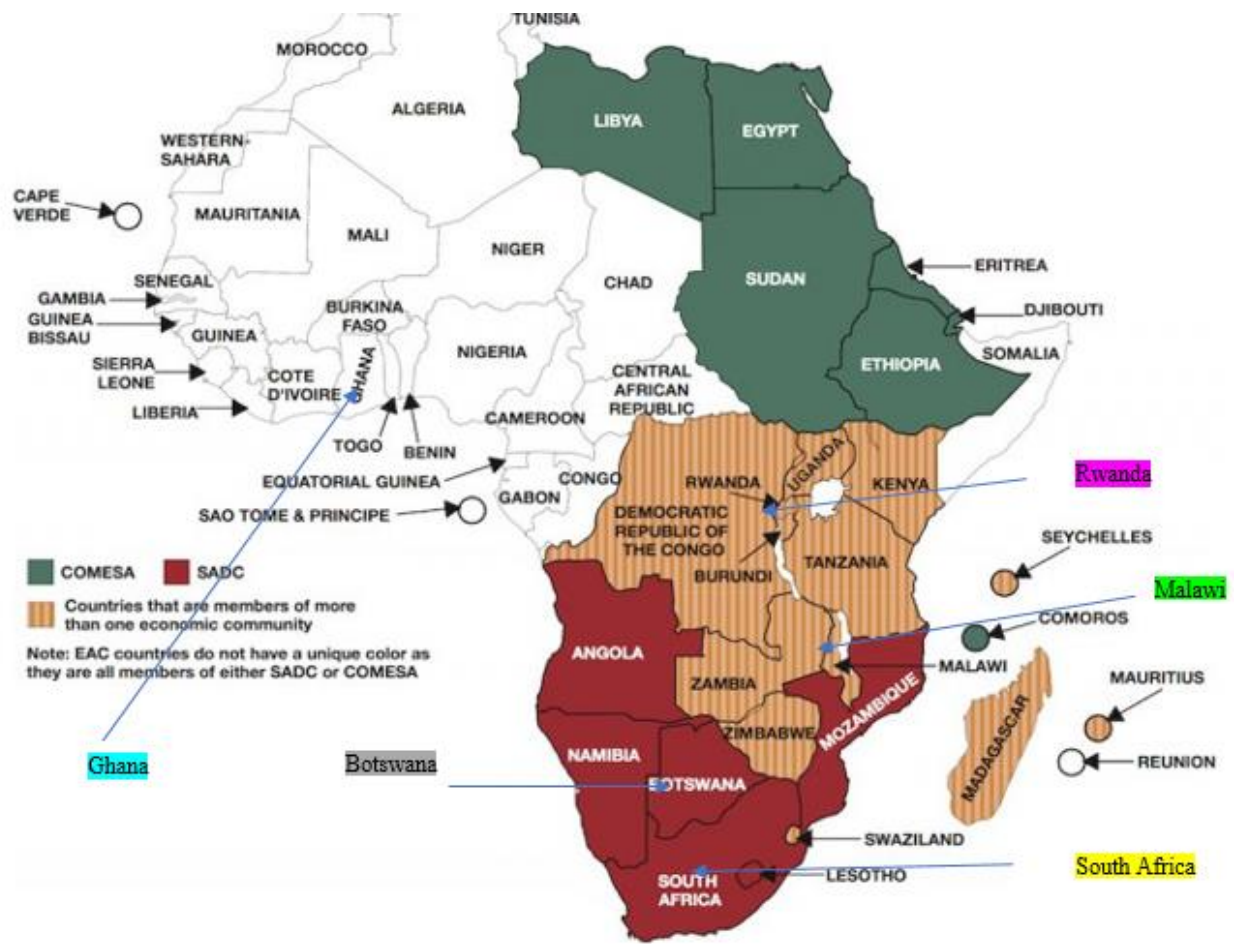 TUNISIA
MOROCCO
ALGERIA
LIBYA
EGYPT
WESTERN-
SAHARA
CAPE
VERDE
MAURITANIA
MALI
NIGER
CHAD
SUDAN
ERITREA
SENEGAL
GAMBIA
GUINEA
BISSAU
BURKINA
FASO
DJIBOUTI
GUINEA
NIGERIA
SOMALIA
SIERRA
LEONE
COTE
D'IVOIRE
GHANA
CENTRAL
AFRICAN
REPUBLIC
ETHIOPIA
LIBERIA
CAMEROON
TOGO
BENIN
EQUATORIAL GUINEA
CONGO
GABON
SAO TOME & PRINCIPE
RWANDA
UGANDA
KENYA
Rwanda
DEMOCRATIC
REPUBLIC OF
THE CONGO
BURUNDI
TANZANIA
SEYCHELLES
COMESA
SADC
Countries that are members of more
than one economic community
Note: EAC countries do not have a unique color as
they are all members of either SADC or COMESA
Malawi
COMOROS
ANGOLA
ZAMBIA
MALAWI
MAURITIUS
MOZAMBIQUE
ZIMBABWE
MADAGASCAR
REUNION
Ghana
Botswana
NAMIBIA
BOTSWANA
SWAZILAND
SOUTH
AFRICA
LESOTHO
South Africa